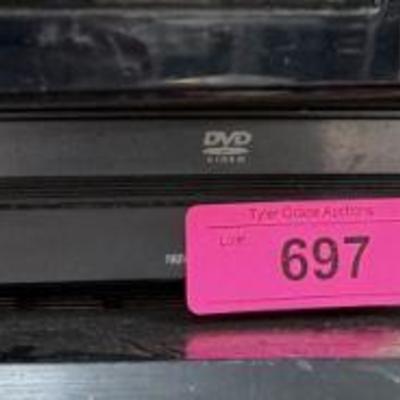 DVD
VIDEO
Tyler Grace Auctions
Lot#:
697